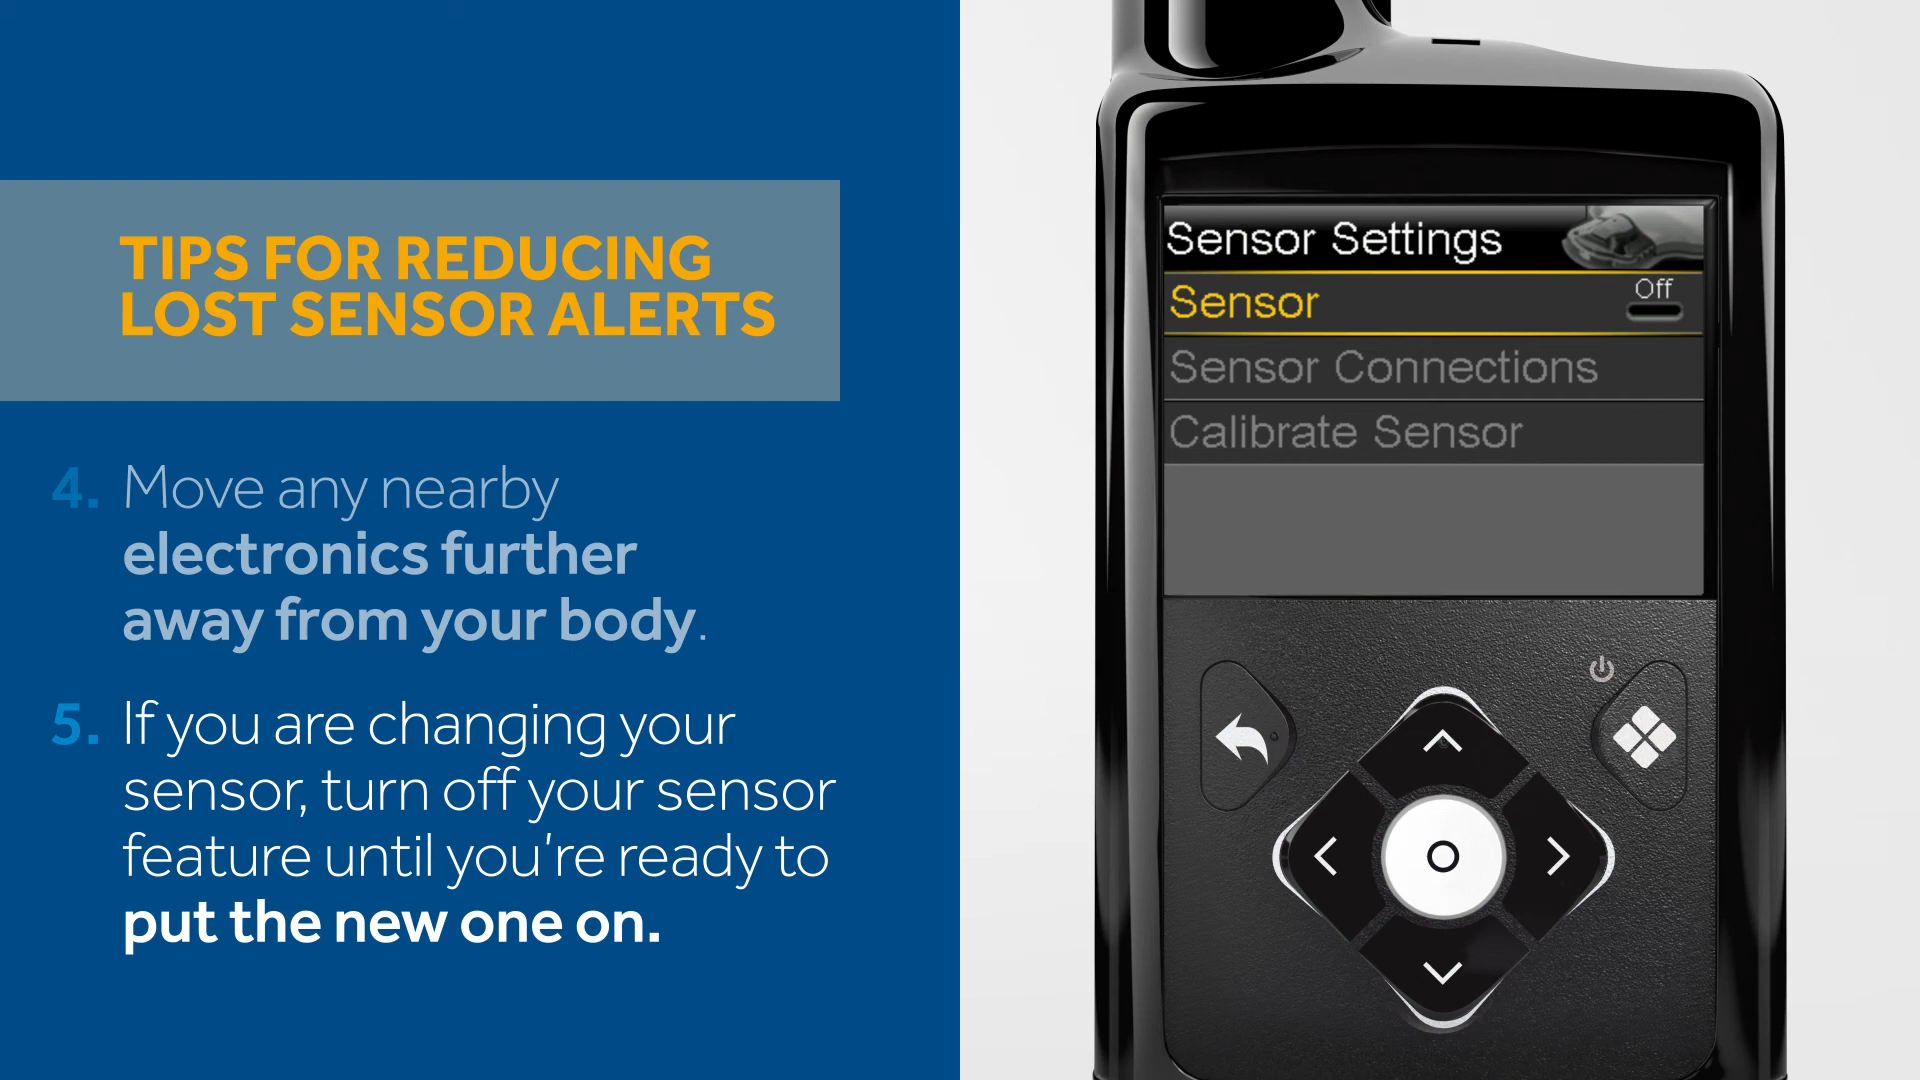 TIPS FOR REDUCING
LOST SENSOR ALERTS
4. Move any nearby
electronics further
away from your body.
5. If you are changing your
sensor, turn off your sensor
feature until you're ready to
put the new one on.
Sensor Settings
Sensor Off
Sensor Connections
Calibrate Sensor